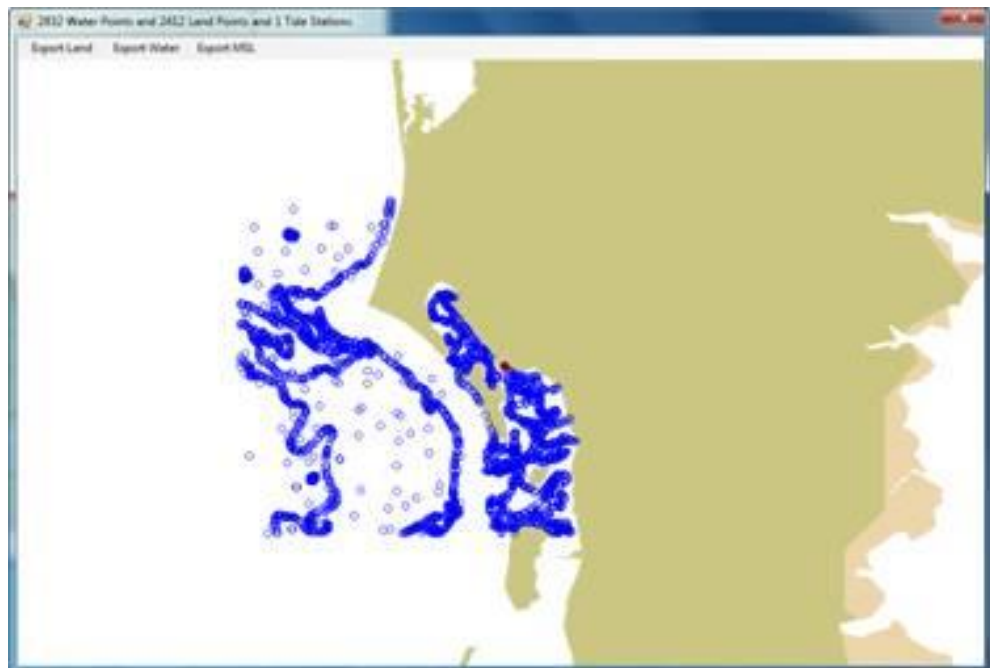 2832 Water Points and 2412 Land Points and 1 Tide Stations
Export Land Export Water Export MSL